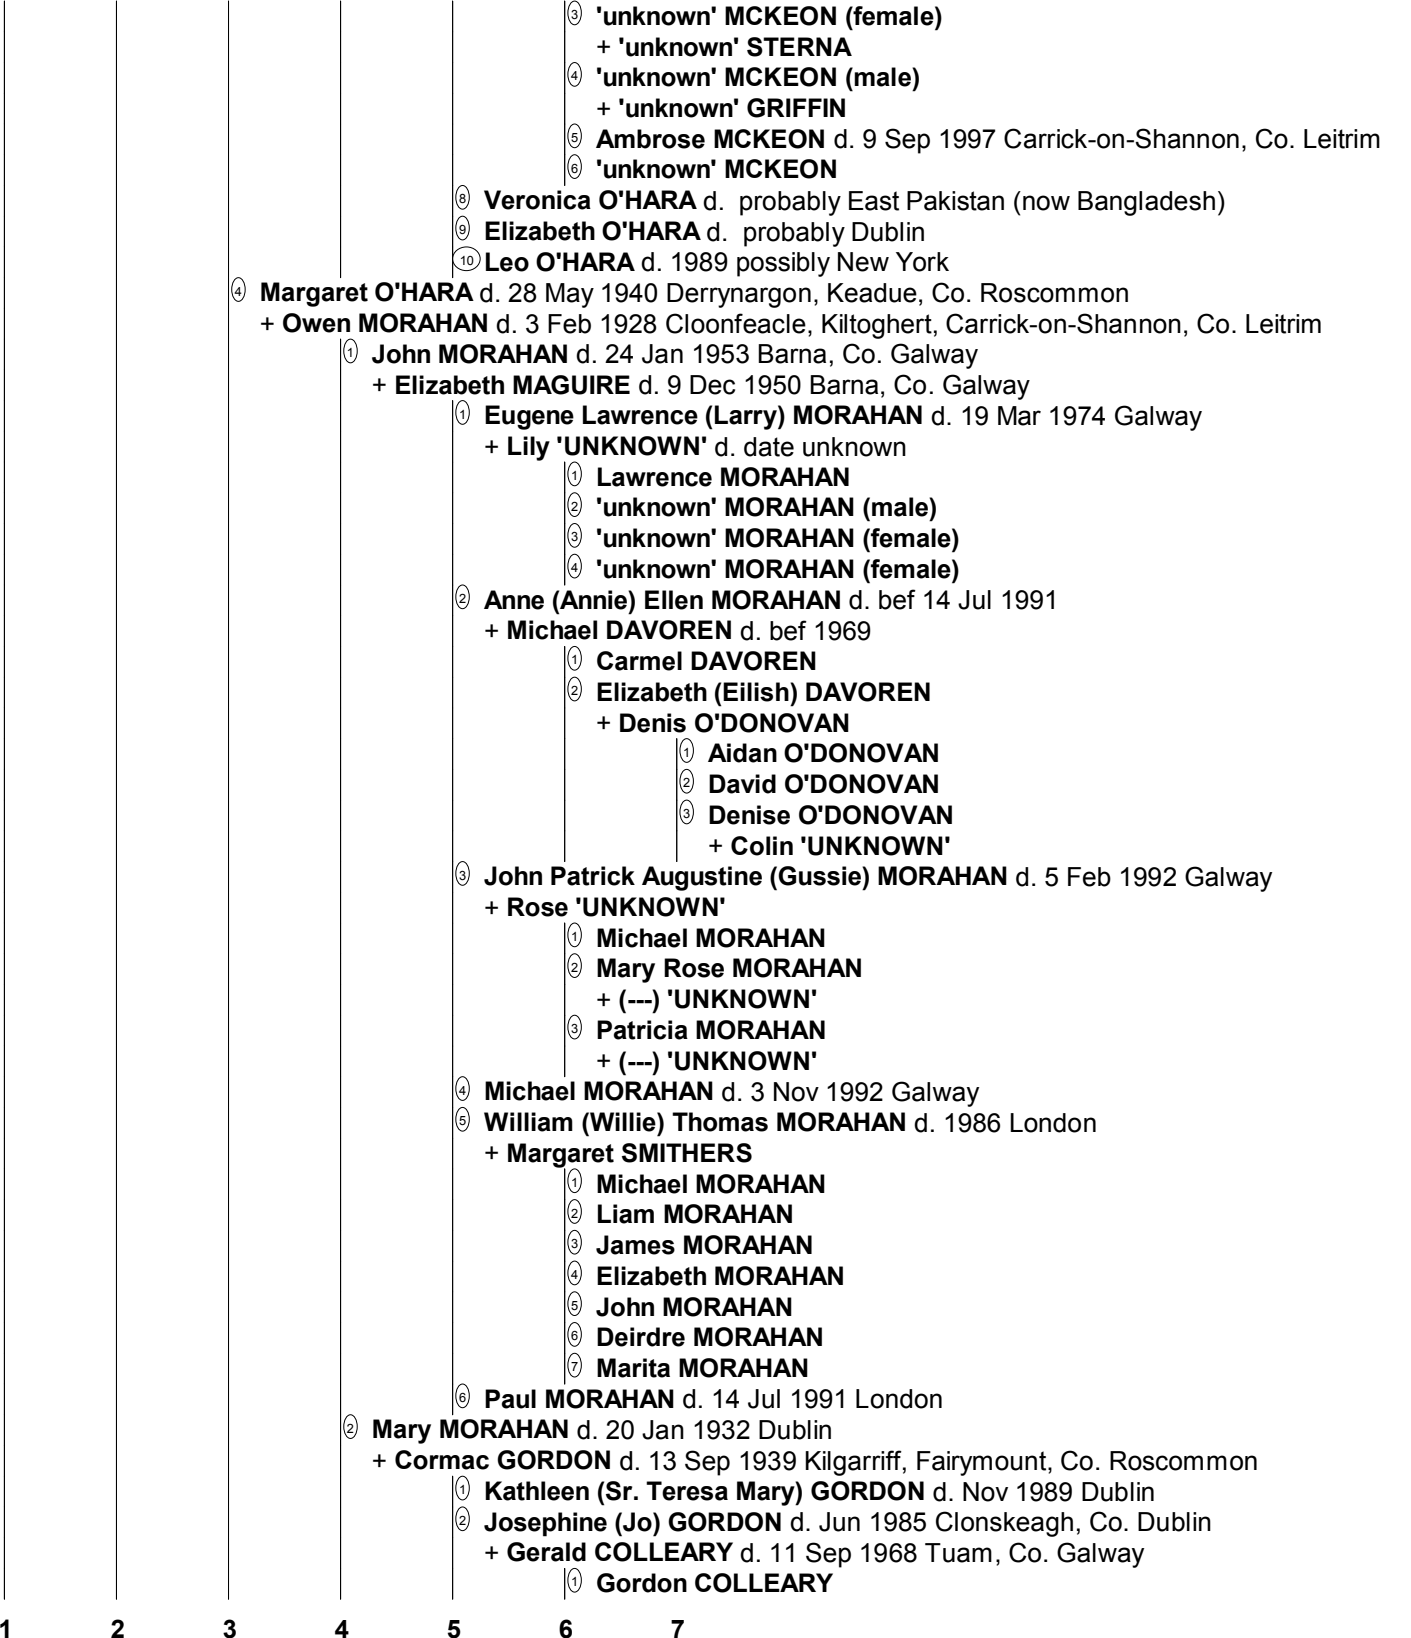 3 'unknown' MCKEON (female)
+ 'unknown' STERNA
4 'unknown' MCKEON (male)
+ 'unknown' GRIFFIN
5 Ambrose MCKEON d. 9 Sep 1997 Carrick-on-Shannon, Co. Leitrim
6 'unknown' MCKEON
8 Veronica O'HARA d. probably East Pakistan (now Bangladesh)
9 Elizabeth O'HARA d. probably Dublin
10 Leo O'HARA d. 1989 possibly New York
4 Margaret O'HARA d. 28 May 1940 Derrynargon, Keadue, Co. Roscommon
+ Owen MORAHAN d. 3 Feb 1928 Cloonfeacle, Kiltoghert, Carrick-on-Shannon, Co. Leitrim
1 John MORAHAN d. 24 Jan 1953 Barna, Co. Galway
+ Elizabeth MAGUIRE d. 9 Dec 1950 Barna, Co. Galway
1 Eugene Lawrence (Larry) MORAHAN d. 19 Mar 1974 Galway
+ Lily 'UNKNOWN' d. date unknown
1 Lawrence MORAHAN
2 'unknown' MORAHAN (male)
3 'unknown' MORAHAN (female)
4 'unknown' MORAHAN (female)
2 Anne (Annie) Ellen MORAHAN d. bef 14 Jul 1991
+ Michael DAVOREN d. bef 1969
1 Carmel DAVOREN
2 Elizabeth (Eilish) DAVOREN
+ Denis O'DONOVAN
1 Aidan O'DONOVAN
2 David O'DONOVAN
3 Denise O'DONOVAN
+ Colin 'UNKNOWN'
3 John Patrick Augustine (Gussie) MORAHAN d. 5 Feb 1992 Galway
+ Rose 'UNKNOWN'
1 Michael MORAHAN
2 Mary Rose MORAHAN
+ (---) 'UNKNOWN'
3 Patricia MORAHAN
+ (---) 'UNKNOWN'
4 Michael MORAHAN d. 3 Nov 1992 Galway
5 William (Willie) Thomas MORAHAN d. 1986 London
+ Margaret SMITHERS
1 Michael MORAHAN
2 Liam MORAHAN
3 James MORAHAN
4 Elizabeth MORAHAN
5 John MORAHAN
6 Deirdre MORAHAN
7 Marita MORAHAN
6 Paul MORAHAN d. 14 Jul 1991 London
2 Mary MORAHAN d. 20 Jan 1932 Dublin
+ Cormac GORDON d. 13 Sep 1939 Kilgarriff, Fairymount, Co. Roscommon
1 Kathleen (Sr. Teresa Mary) GORDON d. Nov 1989 Dublin
2 Josephine (Jo) GORDON d. Jun 1985 Clonskeagh, Co. Dublin
+ Gerald COLLEARY d. 11 Sep 1968 Tuam, Co. Galway
1 Gordon COLLEARY
1 2 3 4 5 6 7